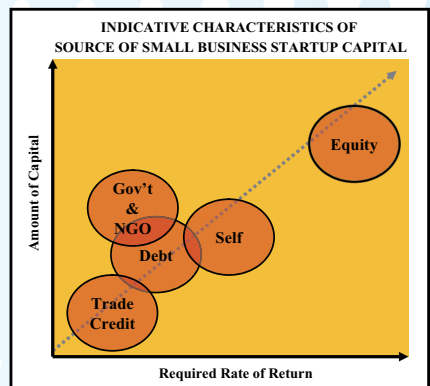 INDICATIVE CHARACTERISTICS OF
SOURCE OF SMALL BUSINESS STARTUP CAPITAL
Amount of Capital
Equity
Gov't
&
NGO
Self
Debt
Trade
Credit
Required Rate of Return